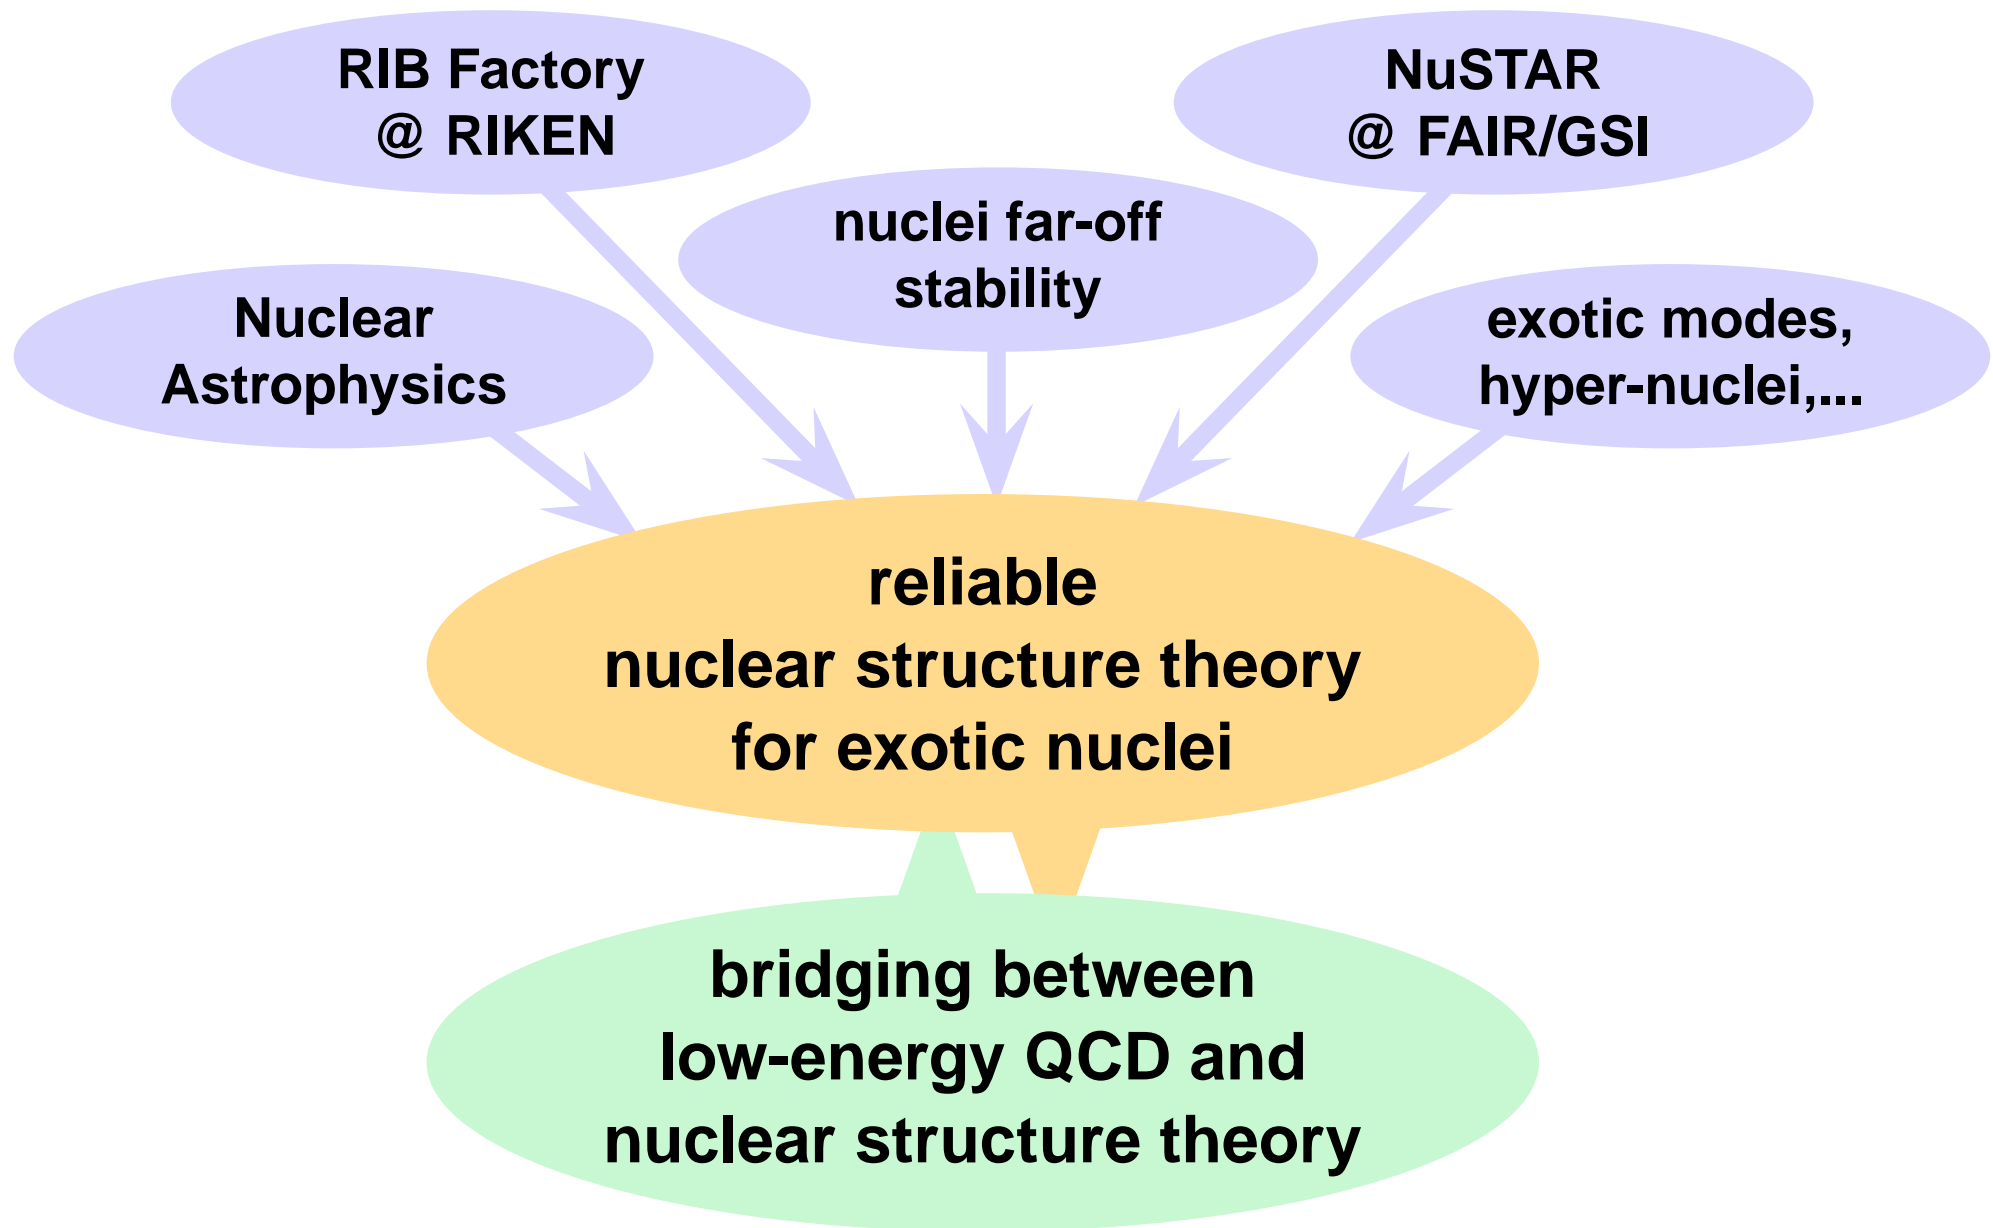 RIB Factory
@ RIKEN
NuSTAR
@ FAIR/GSI
nuclei far-off
stability
Nuclear
Astrophysics
exotic modes,
hyper-nuclei,...
reliable
nuclear structure theory
for exotic nuclei
bridging between
low-energy QCD and
nuclear structure theory